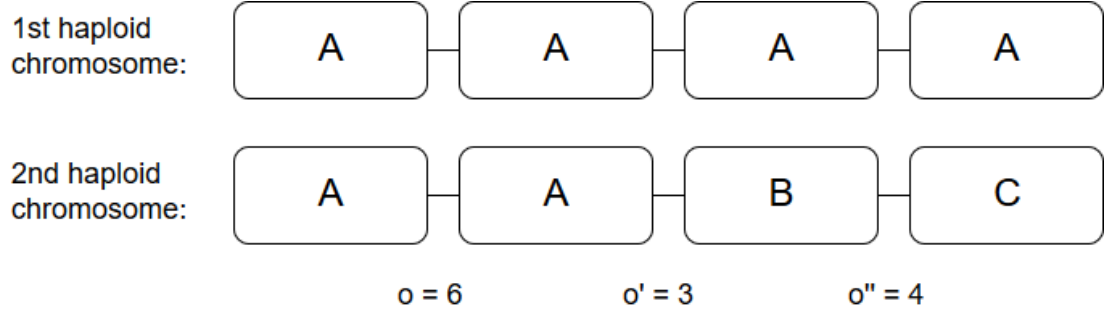 1st haploid
chromosome:
A A A A
2nd haploid
chromosome:
A A B C
o = 6 o' = 3 o" = 4